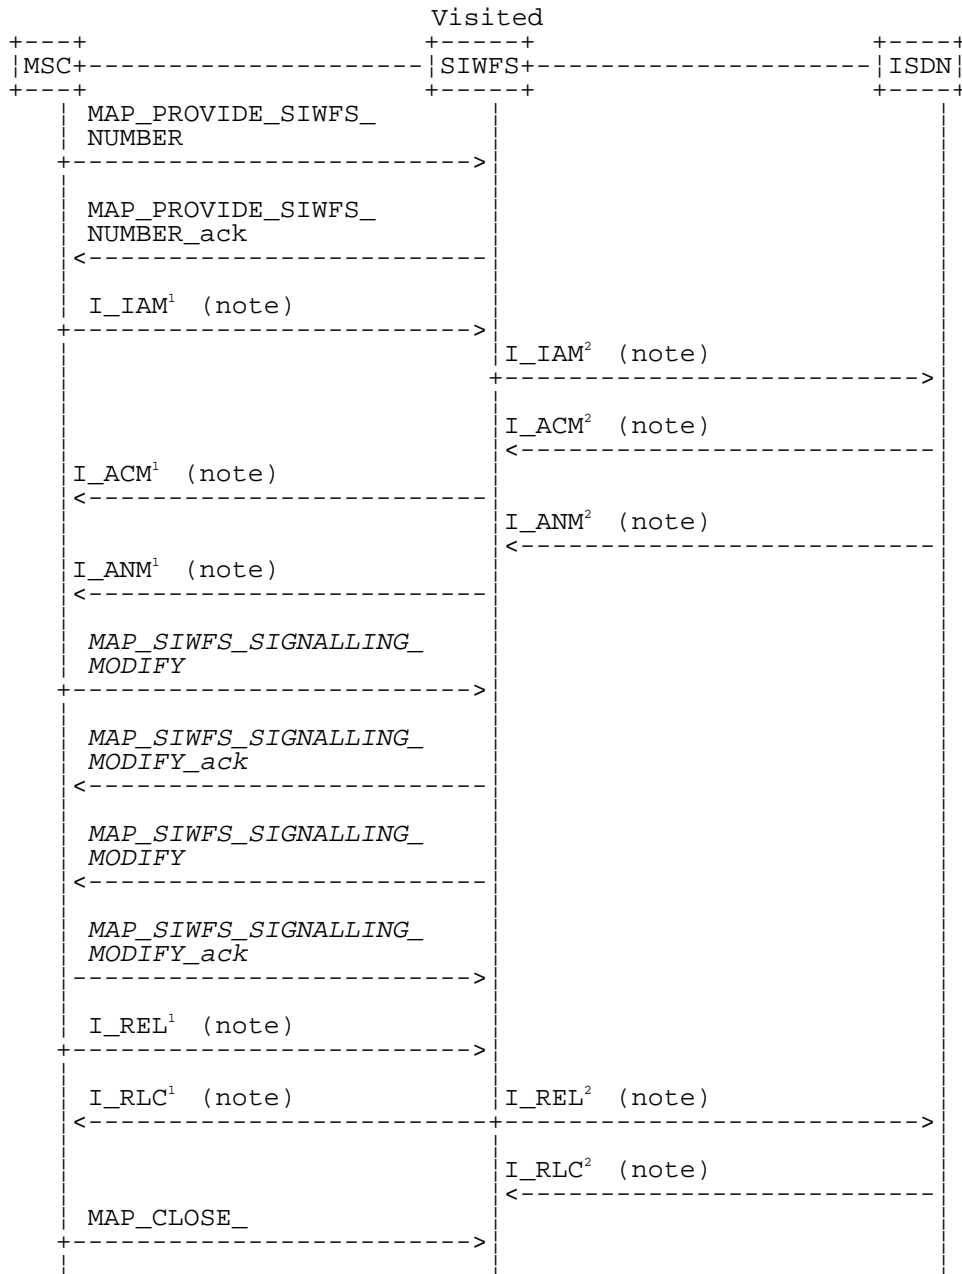 Visited
MSC SIWFS ISDN
MAP_PROVIDE_SIWFS_
NUMBER
MAP_PROVIDE_SIWFS_
NUMBER_ack
I_IAM¹ (note)
I_IAM² (note)
I_ACM² (note)
I_ACM¹ (note)
I_ANM² (note)
I_ANM¹ (note)
MAP_SIWFS_SIGNALLING_
MODIFY
MAP_SIWFS_SIGNALLING_
MODIFY_ack
MAP_SIWFS_SIGNALLING_
MODIFY
MAP_SIWFS_SIGNALLING_
MODIFY_ack
I_REL¹ (note)
I_RLC¹ (note) I_REL² (note)
I_RLC² (note)
MAP_CLOSE_